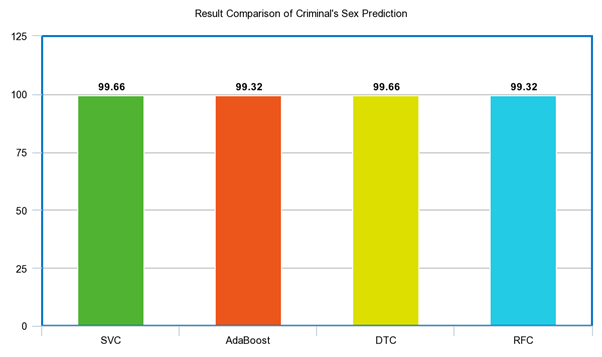 Result Comparison of Criminal's Sex Prediction
125
100
75
50
25
0
99.66
99.32
99.66
99.32
SVC
AdaBoost
DTC
RFC